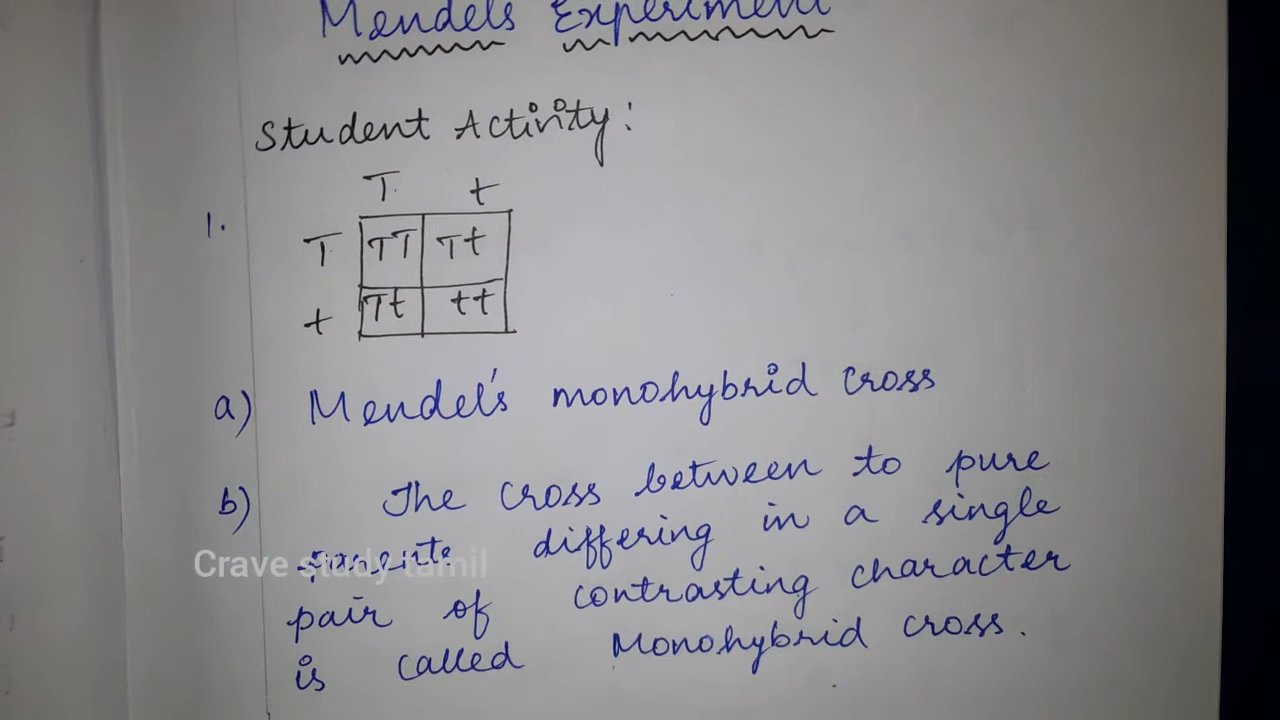 Mendels Experiment
Student Activity:
T t
1.
T TT Tt
t Tt tt
a) Mendel's monohybrid cross
b) The cross between to pure
parents differing in a single
pair of contrasting character
is called Monohybrid cross.
Crave study tamil